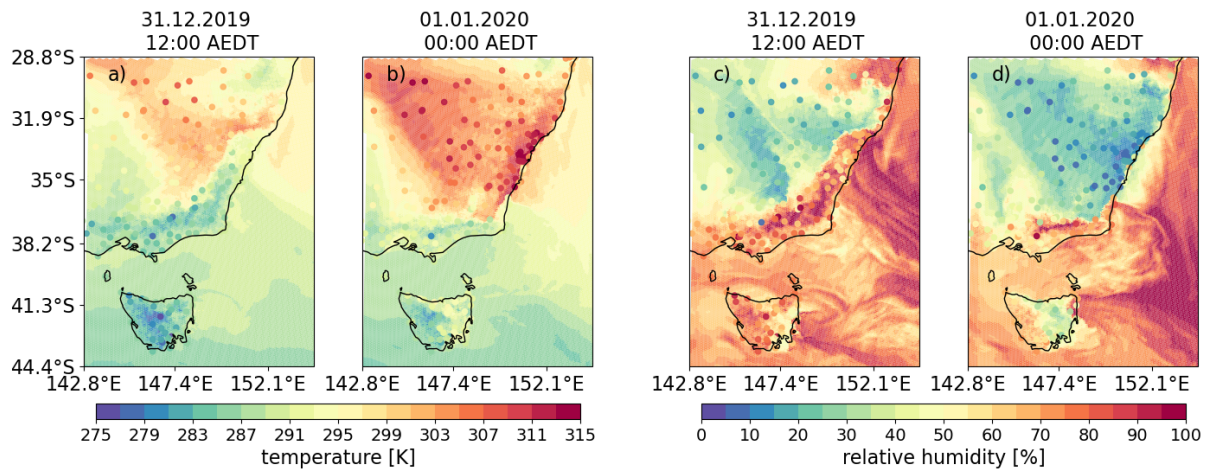 31.12.2019 01.01.2020 31.12.2019 01.01.2020
12:00 AEDT 00:00 AEDT 12:00 AEDT 00:00 AEDT
28.8°S a) b) c) d)
31.9°S
35°S
38.2°S
41.3°S
44.4°S
142.8°E 147.4°E 152.1°E 142.8°E 147.4°E 152.1°E 142.8°E 147.4°E 152.1°E 142.8°E 147.4°E 152.1°E
275 279 283 287 291 295 299 303 307 311 315 0 10 20 30 40 50 60 70 80 90 100
temperature [K] relative humidity [%]